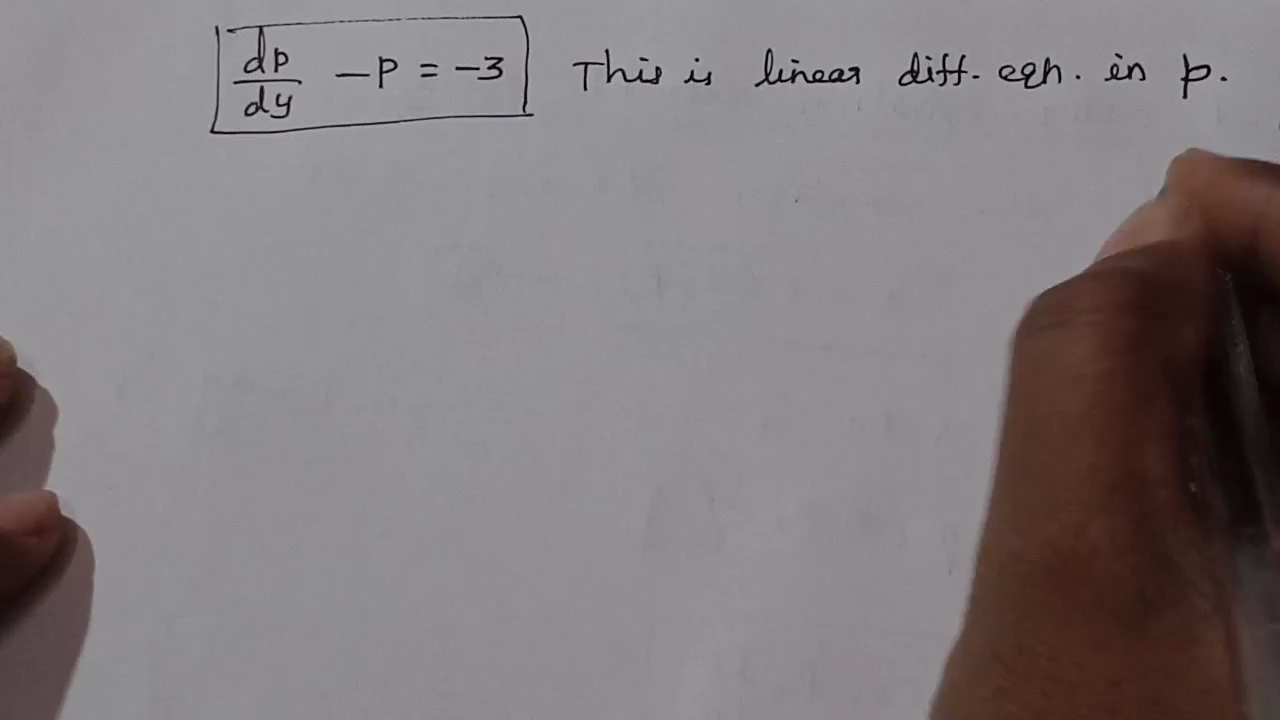 dp/dy - p = -3 This is linear diff. eqn. in p.